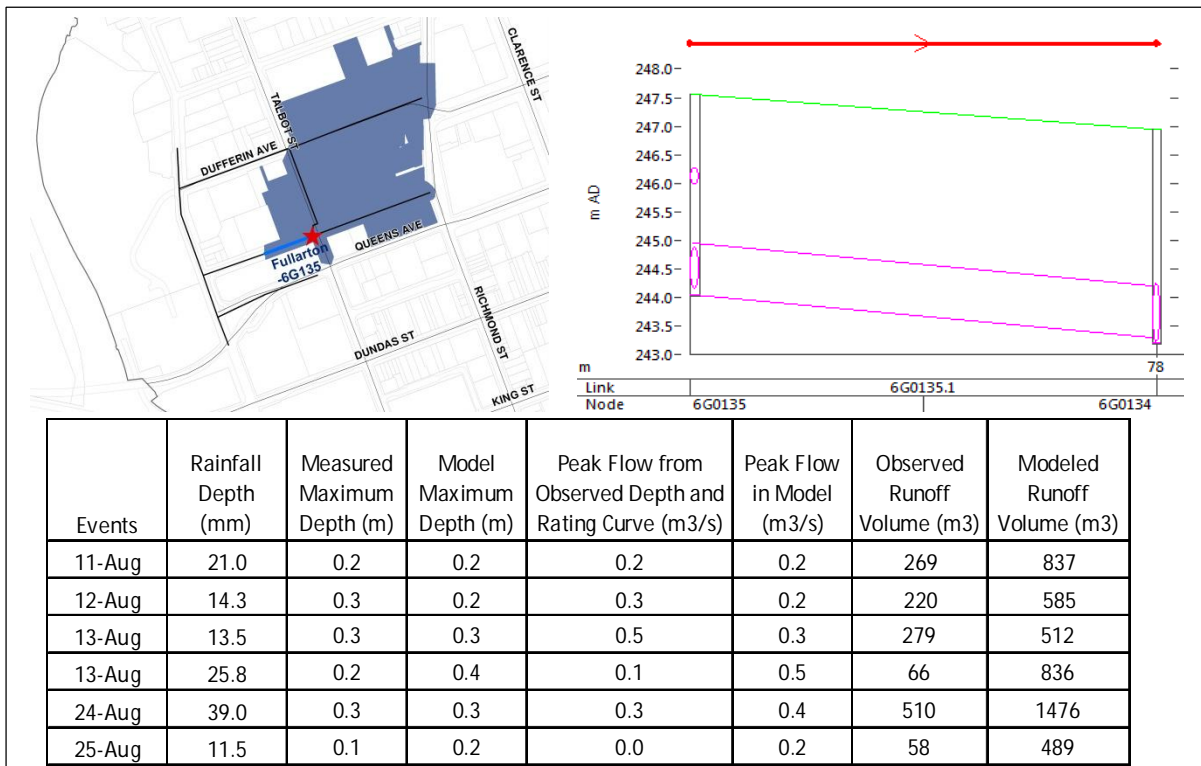 CLARENCE ST
TALBOT ST
DUFFERIN AVE
QUEENS AVE
Fullarton
-6G135
RICHMOND ST
DUNDAS ST
KING ST
248.0
247.5
247.0
246.5
246.0
245.5
245.0
244.5
244.0
243.5
243.0
m AD
m 78
Link 6G0135.1
Node 6G0135 6G0134
Events
Rainfall
Depth
(mm)
Measured
Maximum
Depth (m)
Model
Maximum
Depth (m)
Peak Flow from
Observed Depth and
Rating Curve (m3/s)
Peak Flow
in Model
(m3/s)
Observed
Runoff
Volume (m3)
Modeled
Runoff
Volume (m3)
11-Aug 21.0 0.2 0.2 0.2 0.2 269 837
12-Aug 14.3 0.3 0.2 0.3 0.2 220 585
13-Aug 13.5 0.3 0.3 0.5 0.3 279 512
13-Aug 25.8 0.2 0.4 0.1 0.5 66 836
24-Aug 39.0 0.3 0.3 0.3 0.4 510 1476
25-Aug 11.5 0.1 0.2 0.0 0.2 58 489